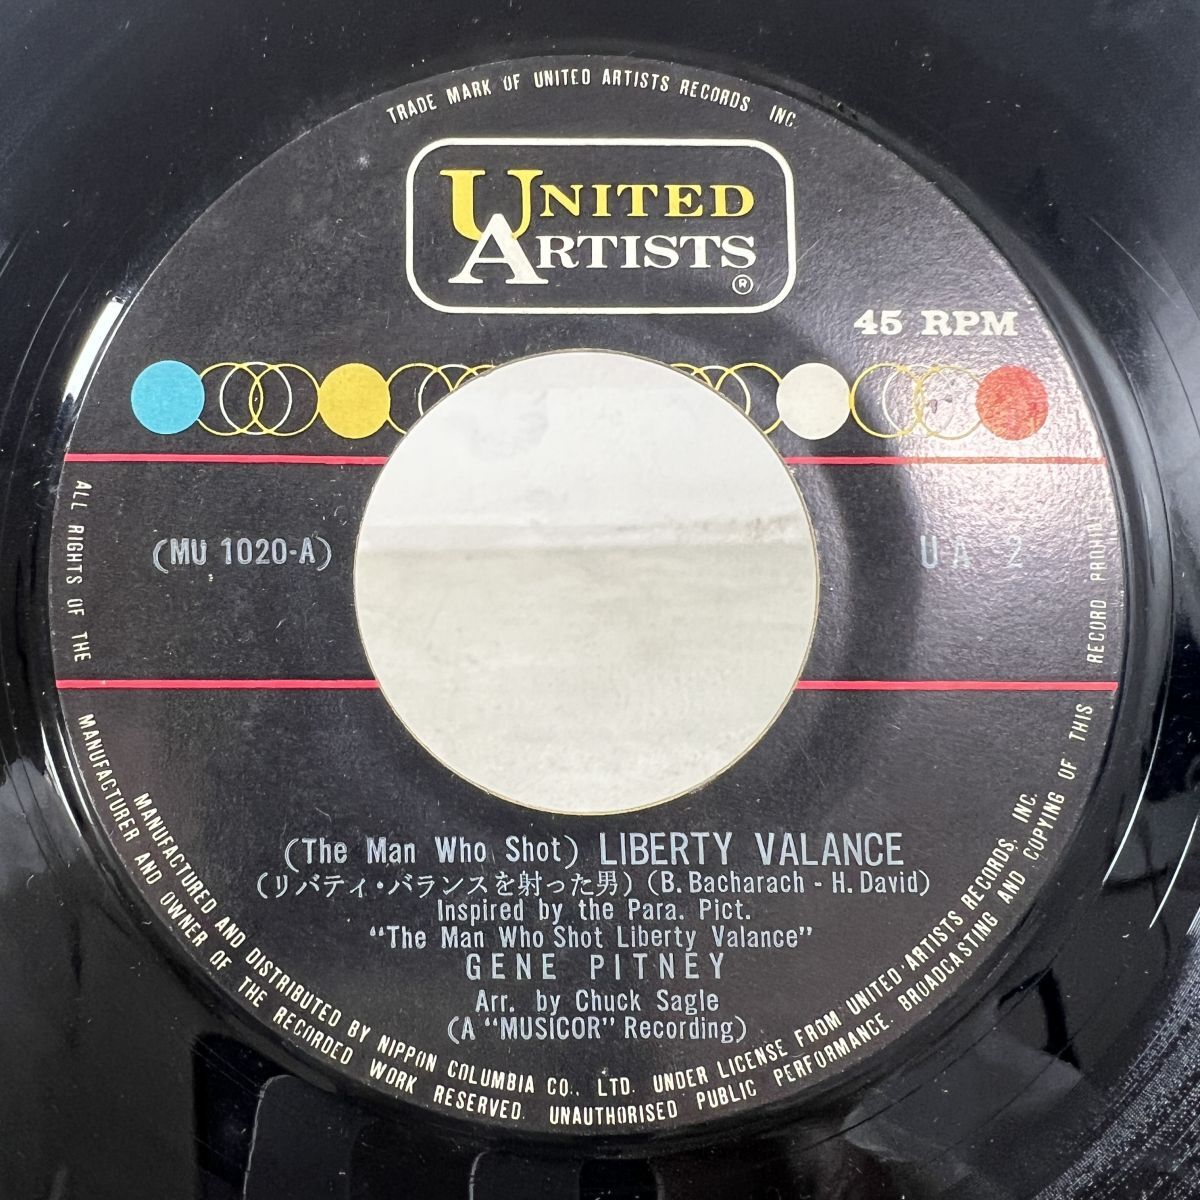 TRADE MARK OF UNITED ARTISTS RECORDS INC.
UNITED
ARTISTS
®
45 RPM
(MU 1020-A)
UA 2
(The Man Who Shot) LIBERTY VALANCE
(リバティ・バランスを射った男) (B. Bacharach - H. David)
Inspired by the Para. Pict.
"The Man Who Shot Liberty Valance"
GENE PITNEY
Arr. by Chuck Sagle
(A "MUSICOR" Recording)
MANUFACTURED AND DISTRIBUTED BY NIPPON COLUMBIA CO., LTD. UNDER LICENSE FROM UNITED ARTISTS RECORDS, INC.
ALL RIGHTS OF THE MANUFACTURER AND OWNER OF THE RECORDED WORK RESERVED. UNAUTHORISED PUBLIC PERFORMANCE. BROADCASTING AND COPYING OF THIS RECORD